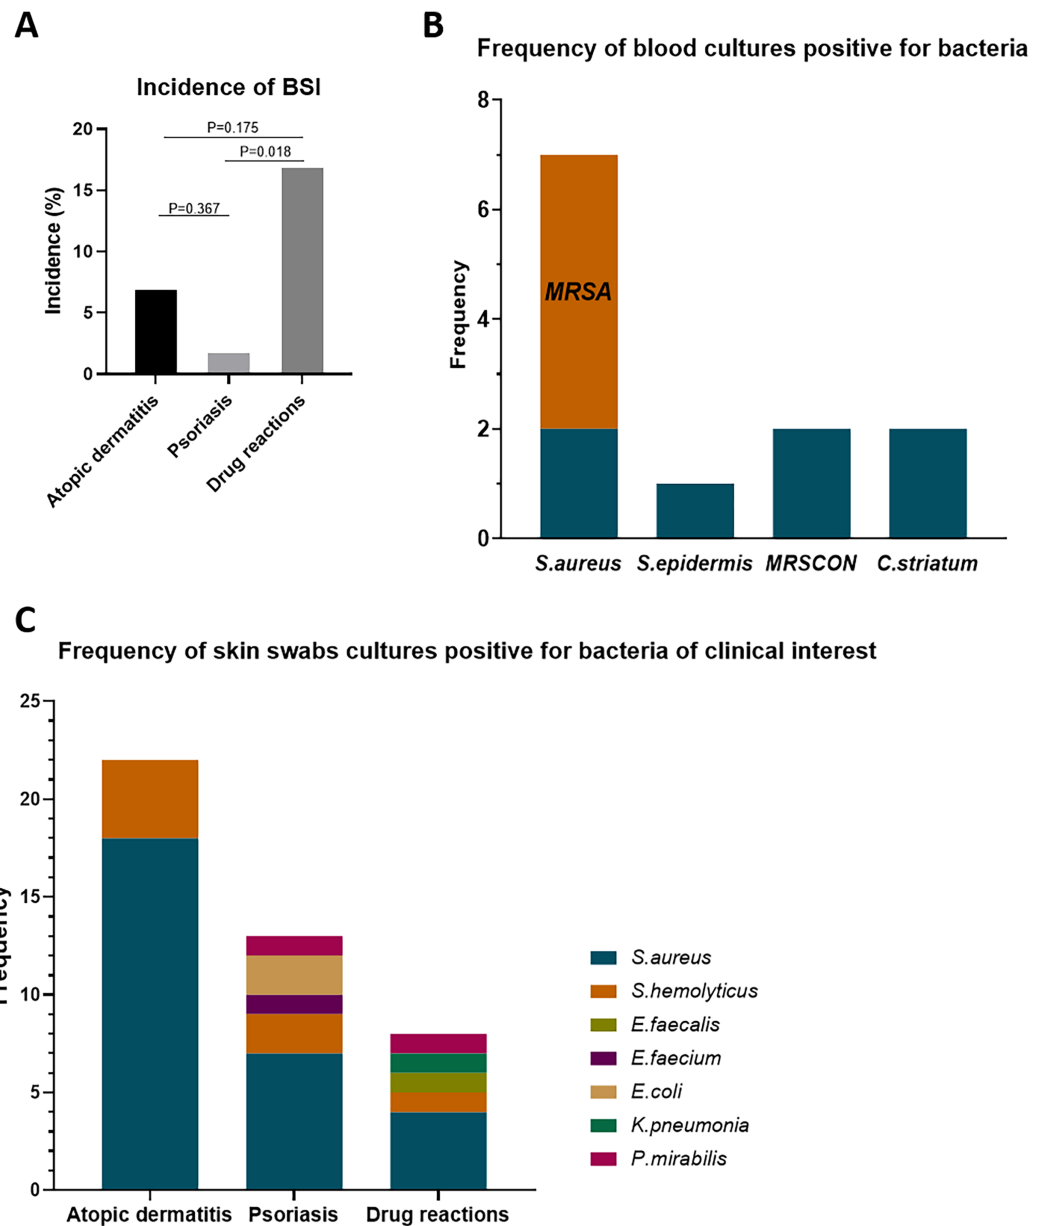 A
Incidence of BSI
Incidence (%)
20
15
10
5
0
P=0.175
P=0.018
P=0.367
Atopic dermatitis
Psoriasis
Drug reactions
B
Frequency of blood cultures positive for bacteria
Frequency
8
6
4
2
0
MRSA
S.aureus S.epidermis MRSCON C.striatum
C
Frequency of skin swabs cultures positive for bacteria of clinical interest
Frequency
25
20
15
10
5
0
Atopic dermatitis Psoriasis Drug reactions
S.aureus
S.hemolyticus
E.faecalis
E.faecium
E.coli
K.pneumonia
P.mirabilis